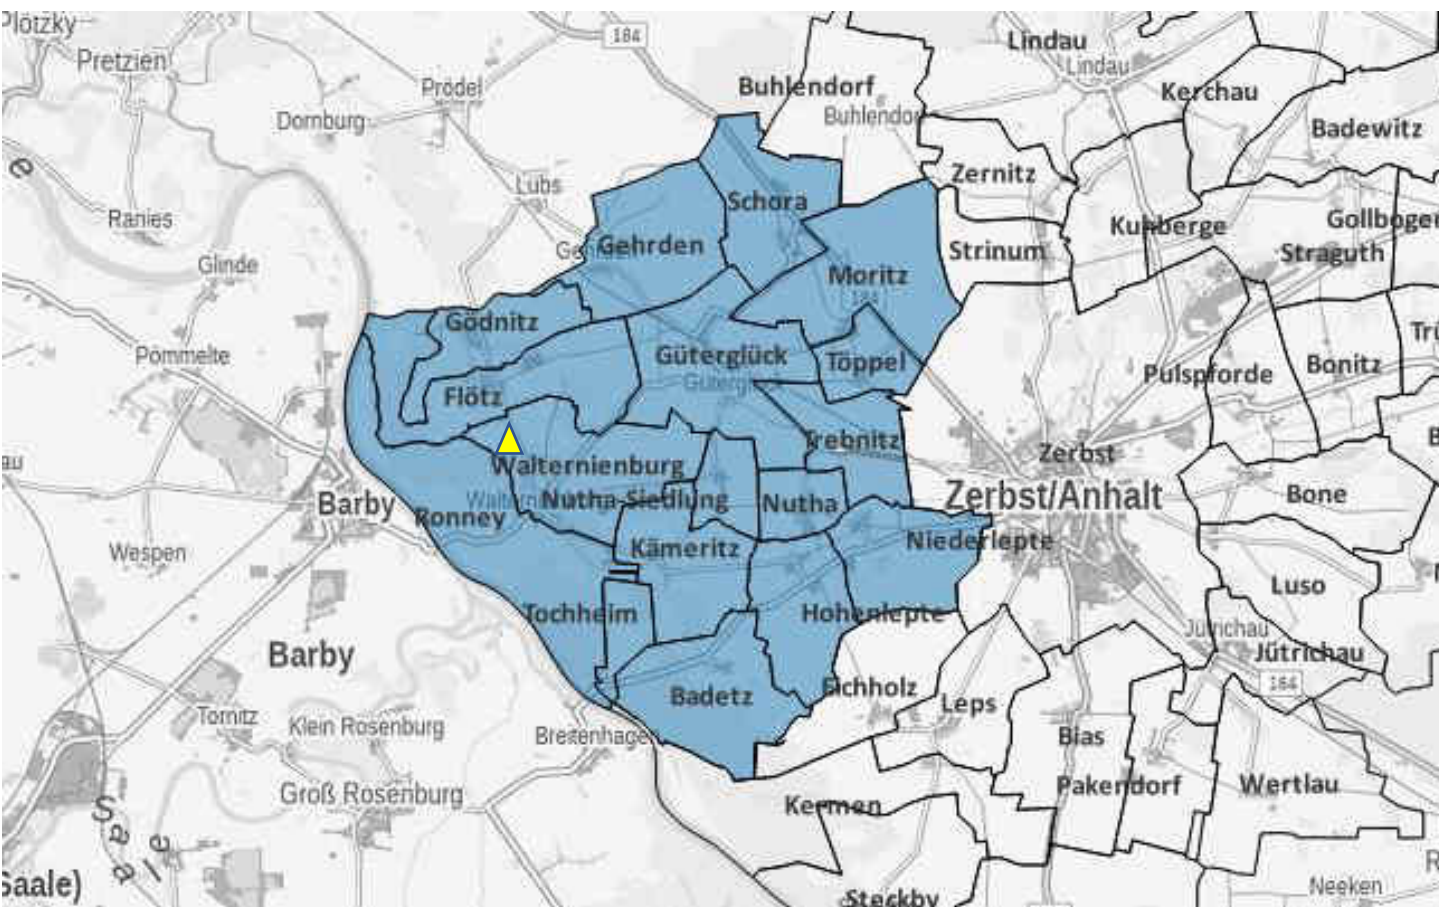 Plötzky
184
Lindau
Pretzien
Lindau
Prödel
Buhlendorf
Kerchau
Dornburg
Badewitz
e
Zernitz
Lübs
Schora
Ranies
Kuhberge
Gehrden
Strinum
Straguth
Glinde
Moritz
184
Gödnitz
Güterglück
Pömmelte
Töppel
Bonitz
Pulspforde
Flötz
Trebnitz
Zerbst
Walternienburg
Nutha-Siedlung
Nutha
Zerbst/Anhalt
Bone
Barby
Ronney
Niederlepte
Wespen
Kämeritz
Luso
Tochheim
Hohenlepte
Jütrichau
Jütrichau
Barby
184
Badetz
Eichholz
Leps
Tornitz
Klein Rosenburg
Breitenhage
Bias
Groß Rosenburg
Pakendorf
Wertlau
Kermen
Saale
Saale)
Neeken
Steckby